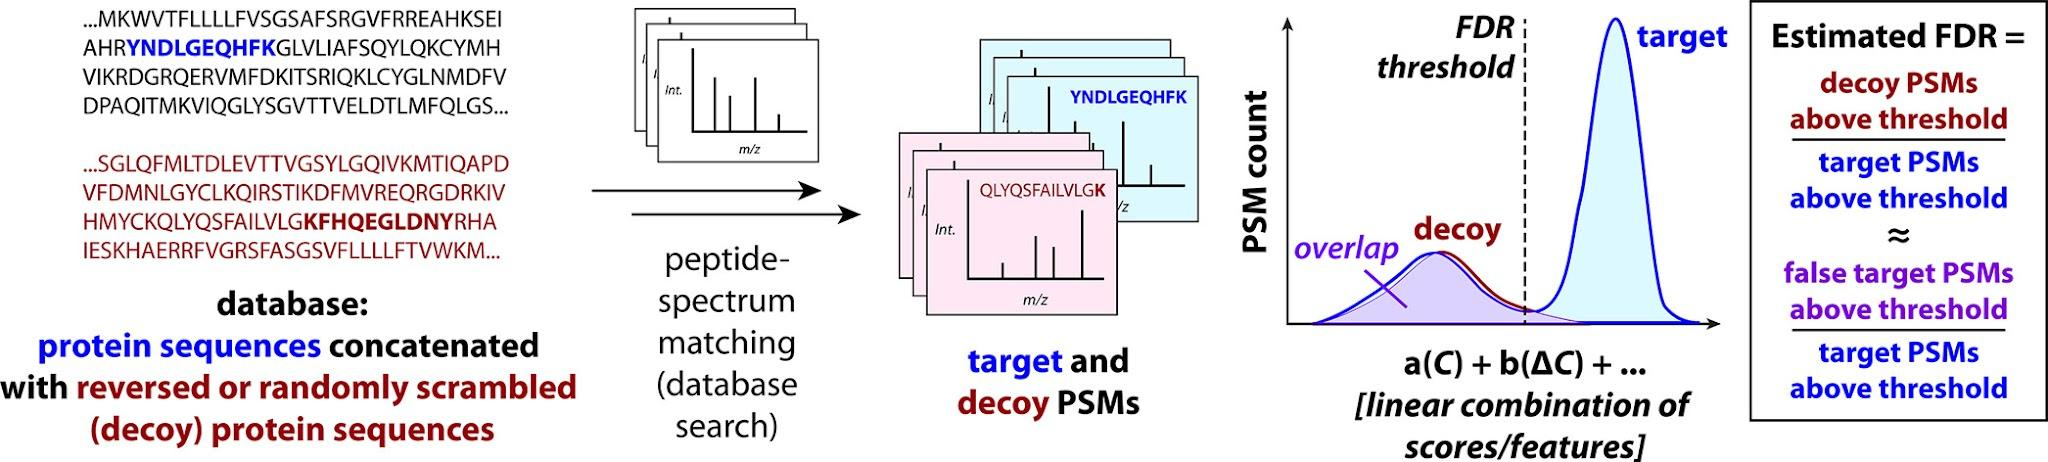 ...MKWVTFLLLLFVSGSAFSRGVFRREAHKSEI
AHRYNDLGEQHFKGLVLIAFSQYLQKCYMH
VIKRDGRQERVMFDKITSRIQKLCYGLNMDFV
DPAQITMKVIQGLYSGVTTVELDTLMFQLGS...
...SGLQFMLTDLEVTTVGSYLGQIVKMTIQAPD
VFDMNLGYCLKQIRSTIKDFMVREQRGDRKIV
HMYCKQLYQSFAILVLGKFHQEGLDNYRHA
IESKHAERRFVGRSFASGSVFLLLLFTVWKM...
database:
protein sequences concatenated
with reversed or randomly scrambled
(decoy) protein sequences
Int.
m/z
peptide-
spectrum
matching
(database
search)
YNDLGEQHFK
QLYQSFAILVLGK
Int.
m/z
target and
decoy PSMs
PSM count
FDR
threshold
target
decoy
overlap
a(C) + b(ΔC) + ...
[linear combination of
scores/features]
Estimated FDR =
decoy PSMs
above threshold
target PSMs
above threshold
≈
false target PSMs
above threshold
target PSMs
above threshold